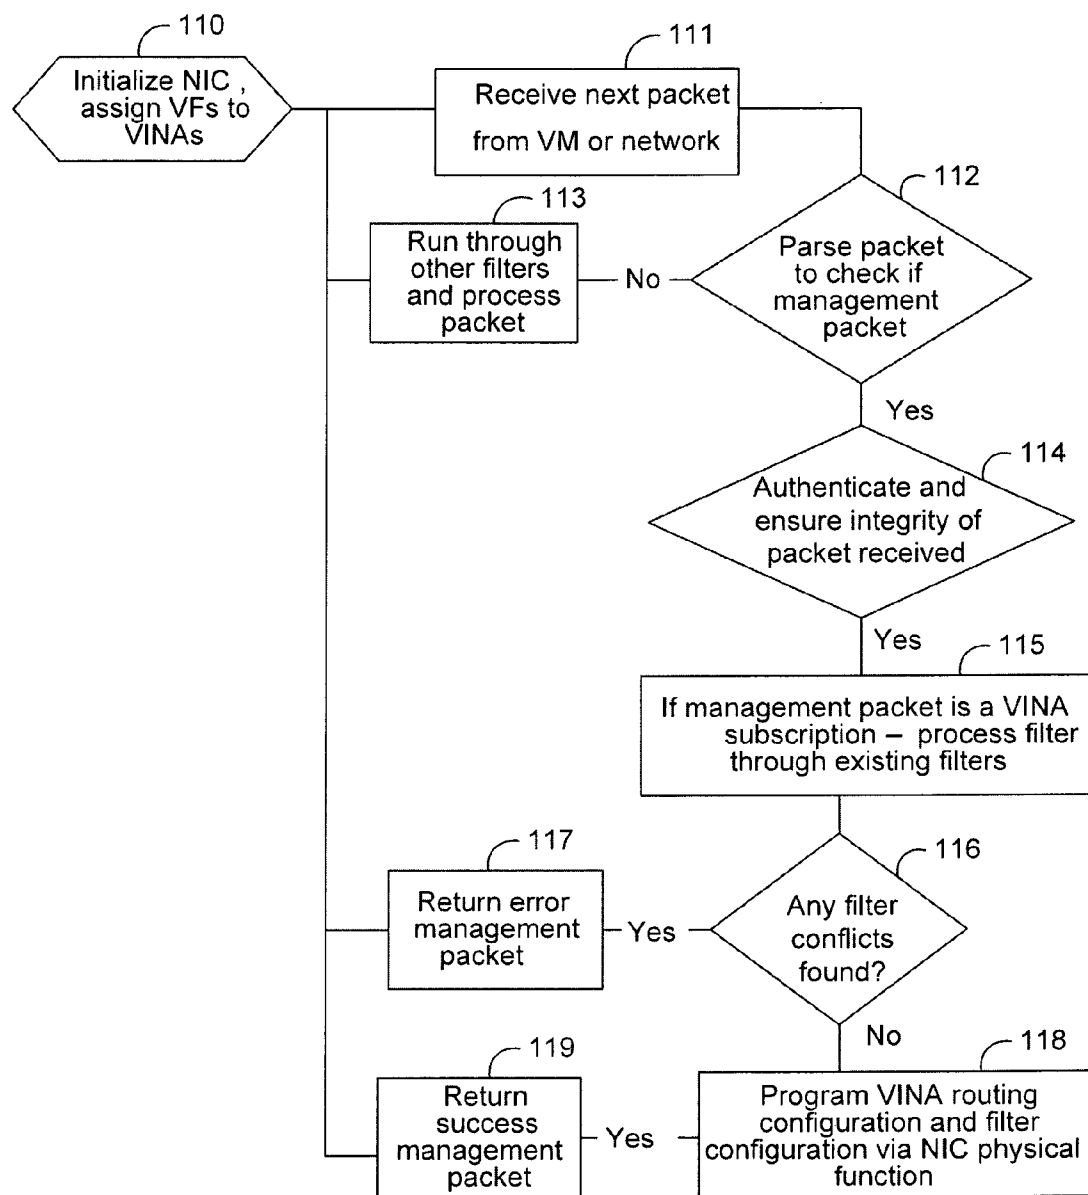 110
Initialize NIC ,
assign VFs to
VINAs
111
Receive next packet
from VM or network
112
Parse packet
to check if
management
packet
No
113
Run through
other filters
and process
packet
Yes
114
Authenticate and
ensure integrity of
packet received
Yes
115
If management packet is a VINA
subscription – process filter
through existing filters
116
Any filter
conflicts
found?
Yes
117
Return error
management
packet
No
118
Program VINA routing
configuration and filter
configuration via NIC physical
function
Yes
119
Return
success
management
packet